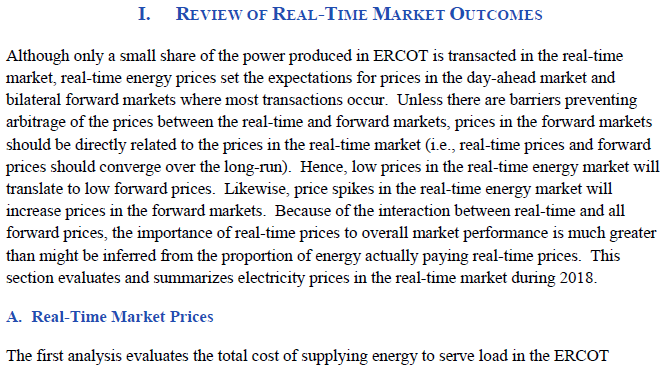 I. REVIEW OF REAL-TIME MARKET OUTCOMES
Although only a small share of the power produced in ERCOT is transacted in the real-time
market, real-time energy prices set the expectations for prices in the day-ahead market and
bilateral forward markets where most transactions occur. Unless there are barriers preventing
arbitrage of the prices between the real-time and forward markets, prices in the forward markets
should be directly related to the prices in the real-time market (i.e., real-time prices and forward
prices should converge over the long-run). Hence, low prices in the real-time energy market will
translate to low forward prices. Likewise, price spikes in the real-time energy market will
increase prices in the forward markets. Because of the interaction between real-time and all
forward prices, the importance of real-time prices to overall market performance is much greater
than might be inferred from the proportion of energy actually paying real-time prices. This
section evaluates and summarizes electricity prices in the real-time market during 2018.
A. Real-Time Market Prices
The first analysis evaluates the total cost of supplying energy to serve load in the ERCOT